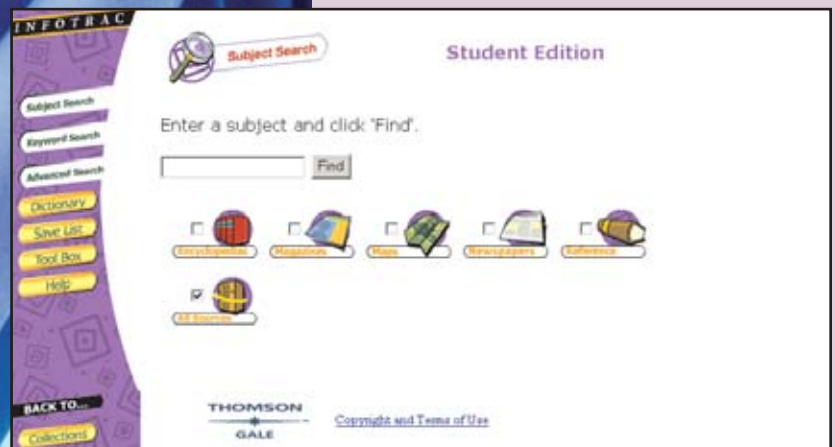 INFOTRAC
Subject Search
Student Edition
Subject Search
Keyword Search
Advanced Search
Dictionary
Save List
Tool Box
Help
Enter a subject and click 'Find'.
Find
Encyclopedias
Magazines
Maps
Newspapers
Reference
All Sources
BACK TO...
Collections
THOMSON
GALE
Copyright and Terms of Use